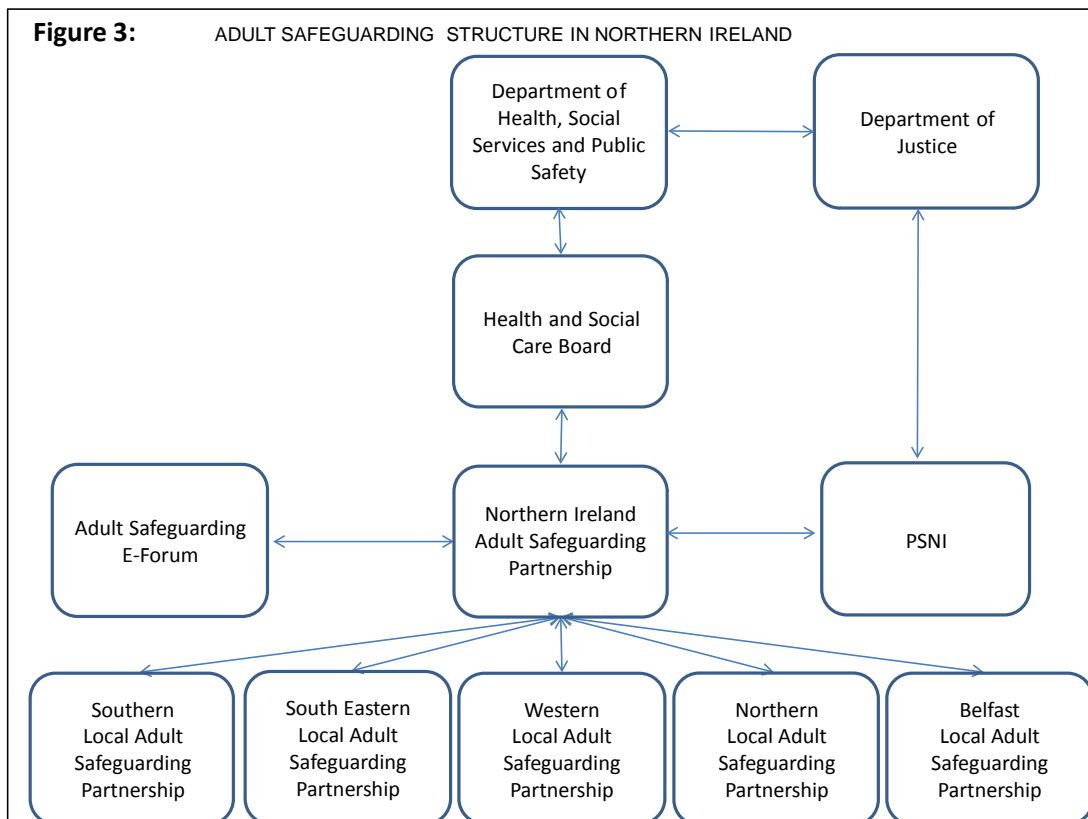 Figure 3: ADULT SAFEGUARDING STRUCTURE IN NORTHERN IRELAND
Department of
Health, Social
Services and Public
Safety
Department of
Justice
Health and Social
Care Board
Adult Safeguarding
E-Forum
Northern Ireland
Adult Safeguarding
Partnership
PSNI
Southern
Local Adult
Safeguarding
Partnership
South Eastern
Local Adult
Safeguarding
Partnership
Western
Local Adult
Safeguarding
Partnership
Northern
Local Adult
Safeguarding
Partnership
Belfast
Local Adult
Safeguarding
Partnership